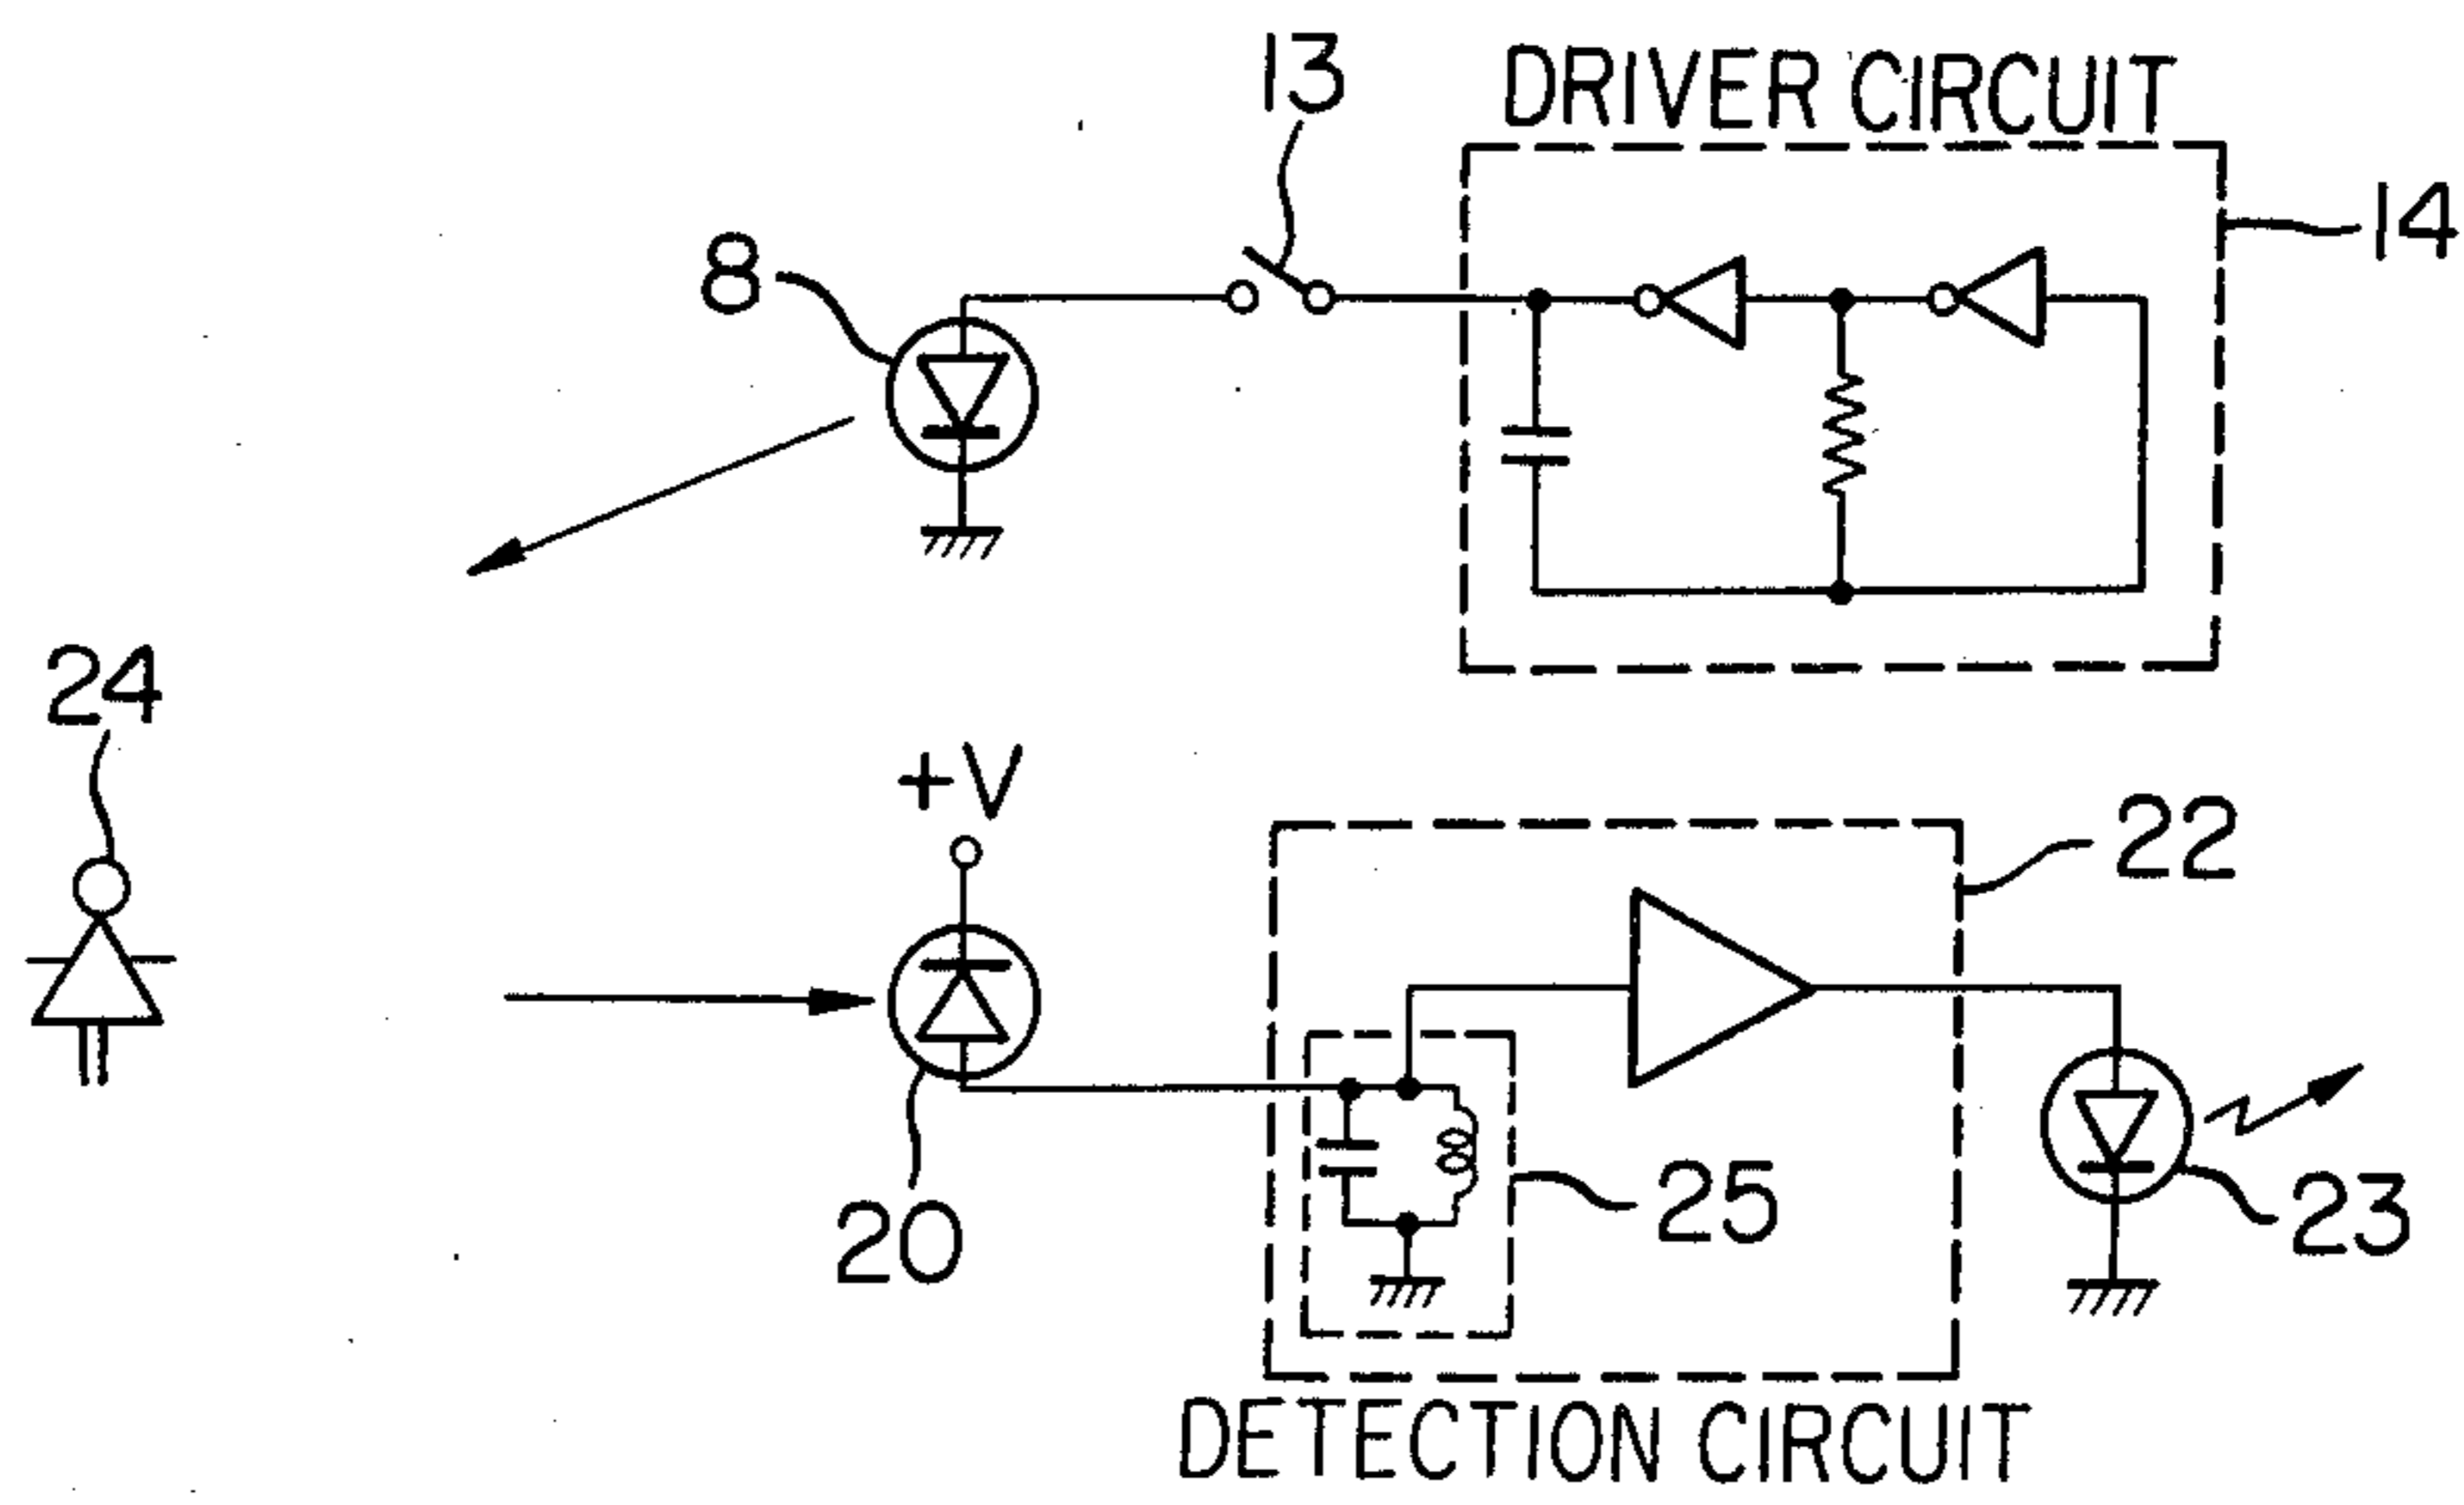 13
DRIVER CIRCUIT
14
8
24
+V
22
25
23
20
DETECTION CIRCUIT